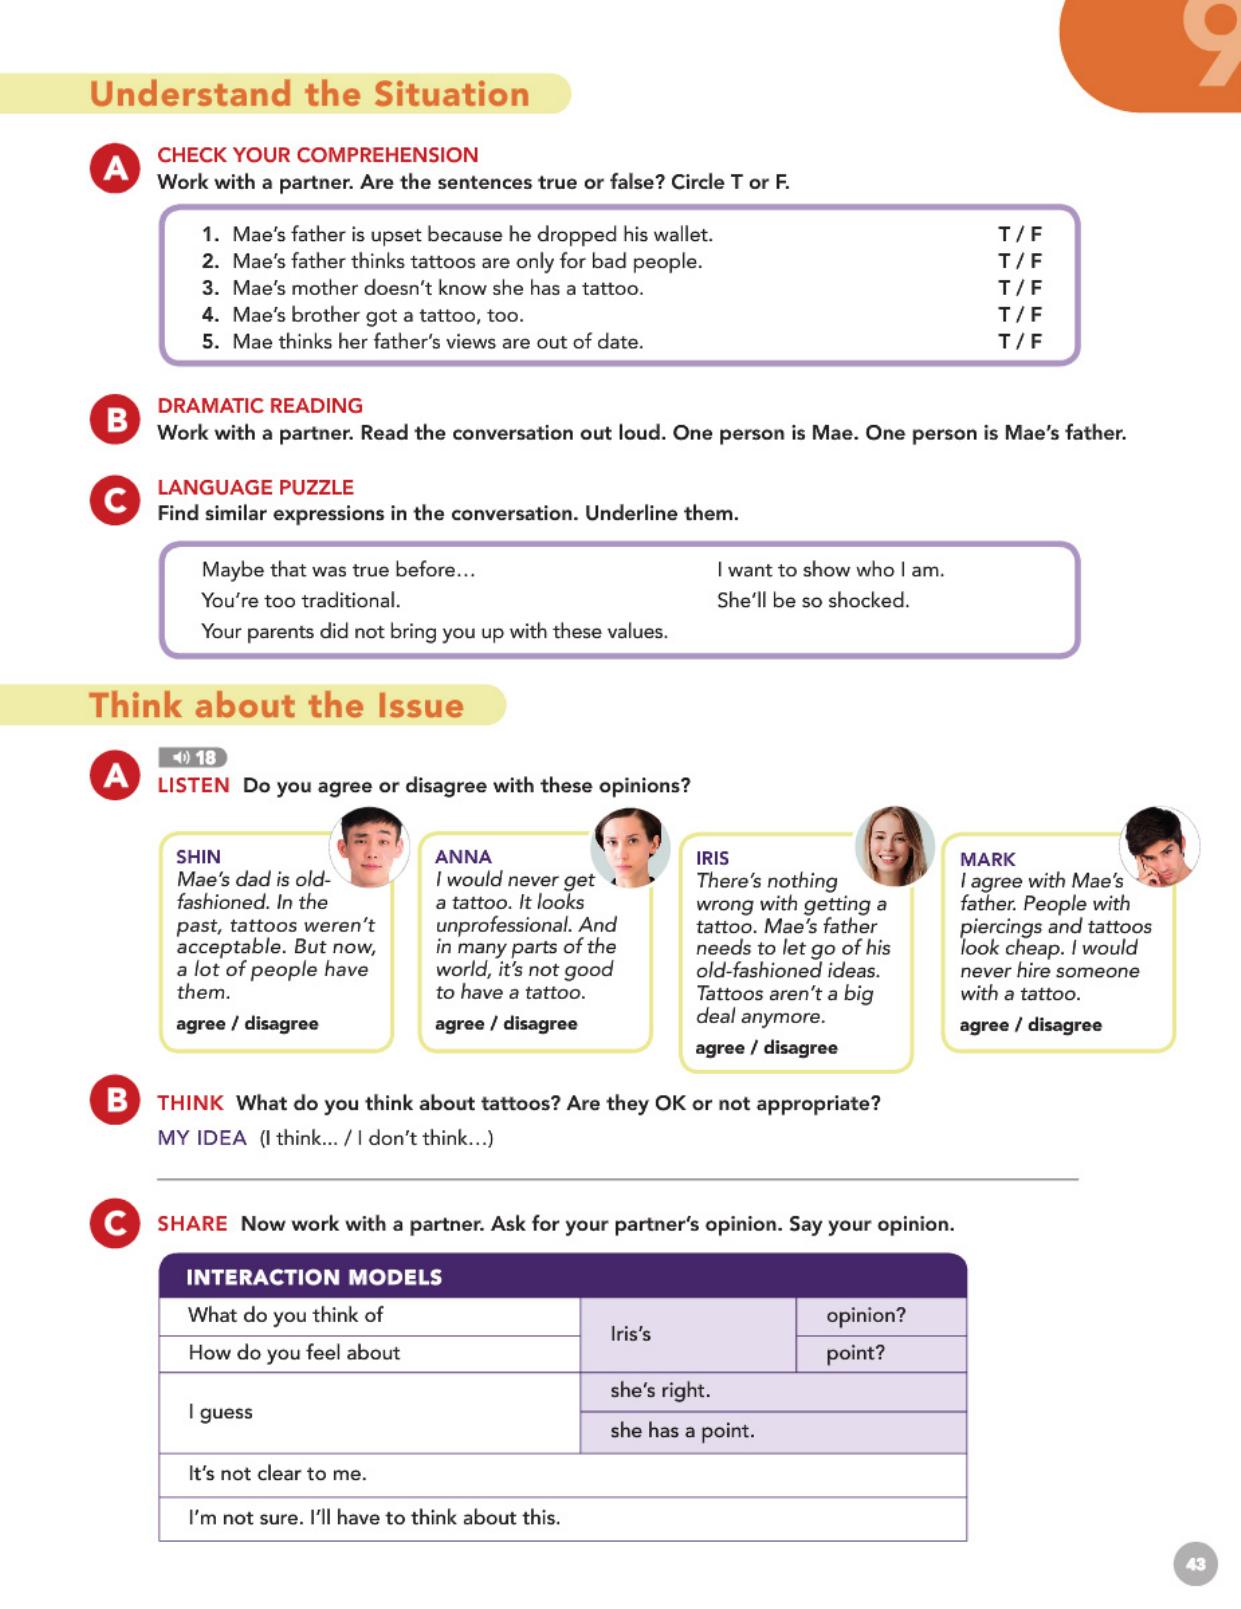 9
Understand the Situation
A
CHECK YOUR COMPREHENSION
Work with a partner. Are the sentences true or false? Circle T or F.
1. Mae's father is upset because he dropped his wallet. T / F
2. Mae's father thinks tattoos are only for bad people. T / F
3. Mae's mother doesn't know she has a tattoo. T / F
4. Mae's brother got a tattoo, too. T / F
5. Mae thinks her father's views are out of date. T / F
B
DRAMATIC READING
Work with a partner. Read the conversation out loud. One person is Mae. One person is Mae's father.
C
LANGUAGE PUZZLE
Find similar expressions in the conversation. Underline them.
Maybe that was true before... I want to show who I am.
You're too traditional. She'll be so shocked.
Your parents did not bring you up with these values.
Think about the Issue
A
18
LISTEN Do you agree or disagree with these opinions?
SHIN
Mae's dad is old-
fashioned. In the
past, tattoos weren't
acceptable. But now,
a lot of people have
them.
agree / disagree
ANNA
I would never get
a tattoo. It looks
unprofessional. And
in many parts of the
world, it's not good
to have a tattoo.
agree / disagree
IRIS
There's nothing
wrong with getting a
tattoo. Mae's father
needs to let go of his
old-fashioned ideas.
Tattoos aren't a big
deal anymore.
agree / disagree
MARK
I agree with Mae's
father. People with
piercings and tattoos
look cheap. I would
never hire someone
with a tattoo.
agree / disagree
B
THINK What do you think about tattoos? Are they OK or not appropriate?
MY IDEA (I think... / I don't think...)
C
SHARE Now work with a partner. Ask for your partner's opinion. Say your opinion.
INTERACTION MODELS
What do you think of
How do you feel about
Iris's
opinion?
point?
I guess
she's right.
she has a point.
It's not clear to me.
I'm not sure. I'll have to think about this.
43